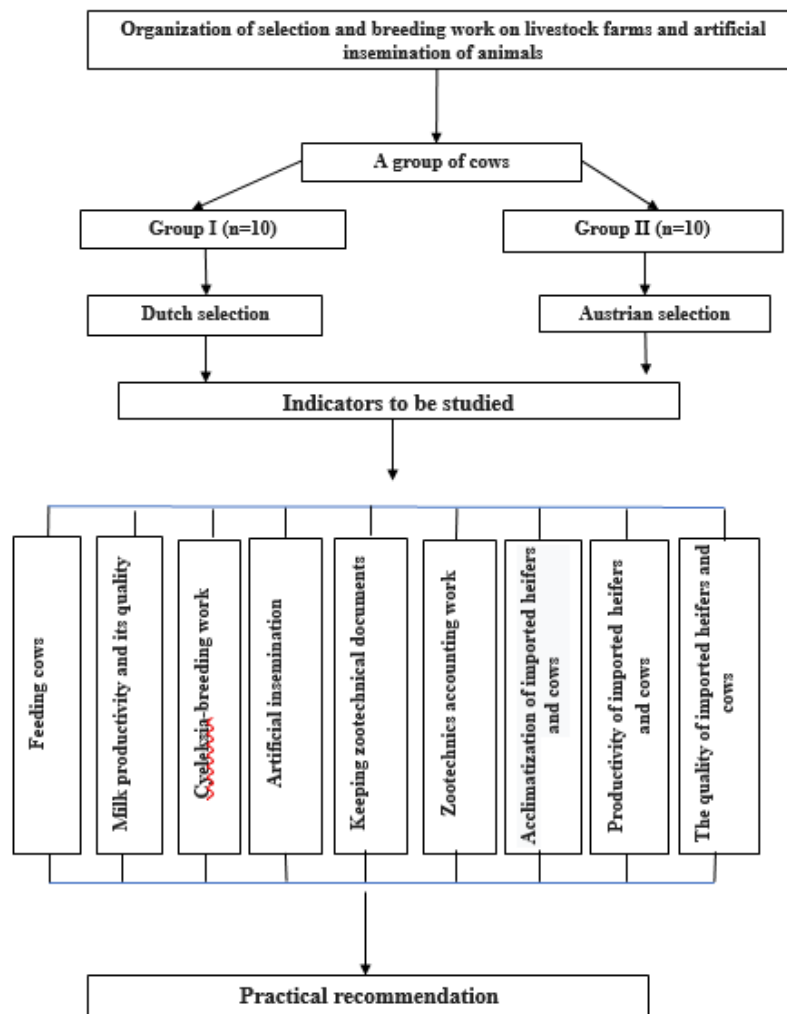 Organization of selection and breeding work on livestock farms and artificial
insemination of animals
A group of cows
Group I (n=10)
Group II (n=10)
Dutch selection
Austrian selection
Indicators to be studied
Feeding cows
Milk productivity and its quality
Cyeleksia-breeding work
Artificial insemination
Keeping zootechnical documents
Zootechnics accounting work
Acclimatization of imported heifers
and cows
Productivity of imported heifers
and cows
The quality of imported heifers and
cows
Practical recommendation